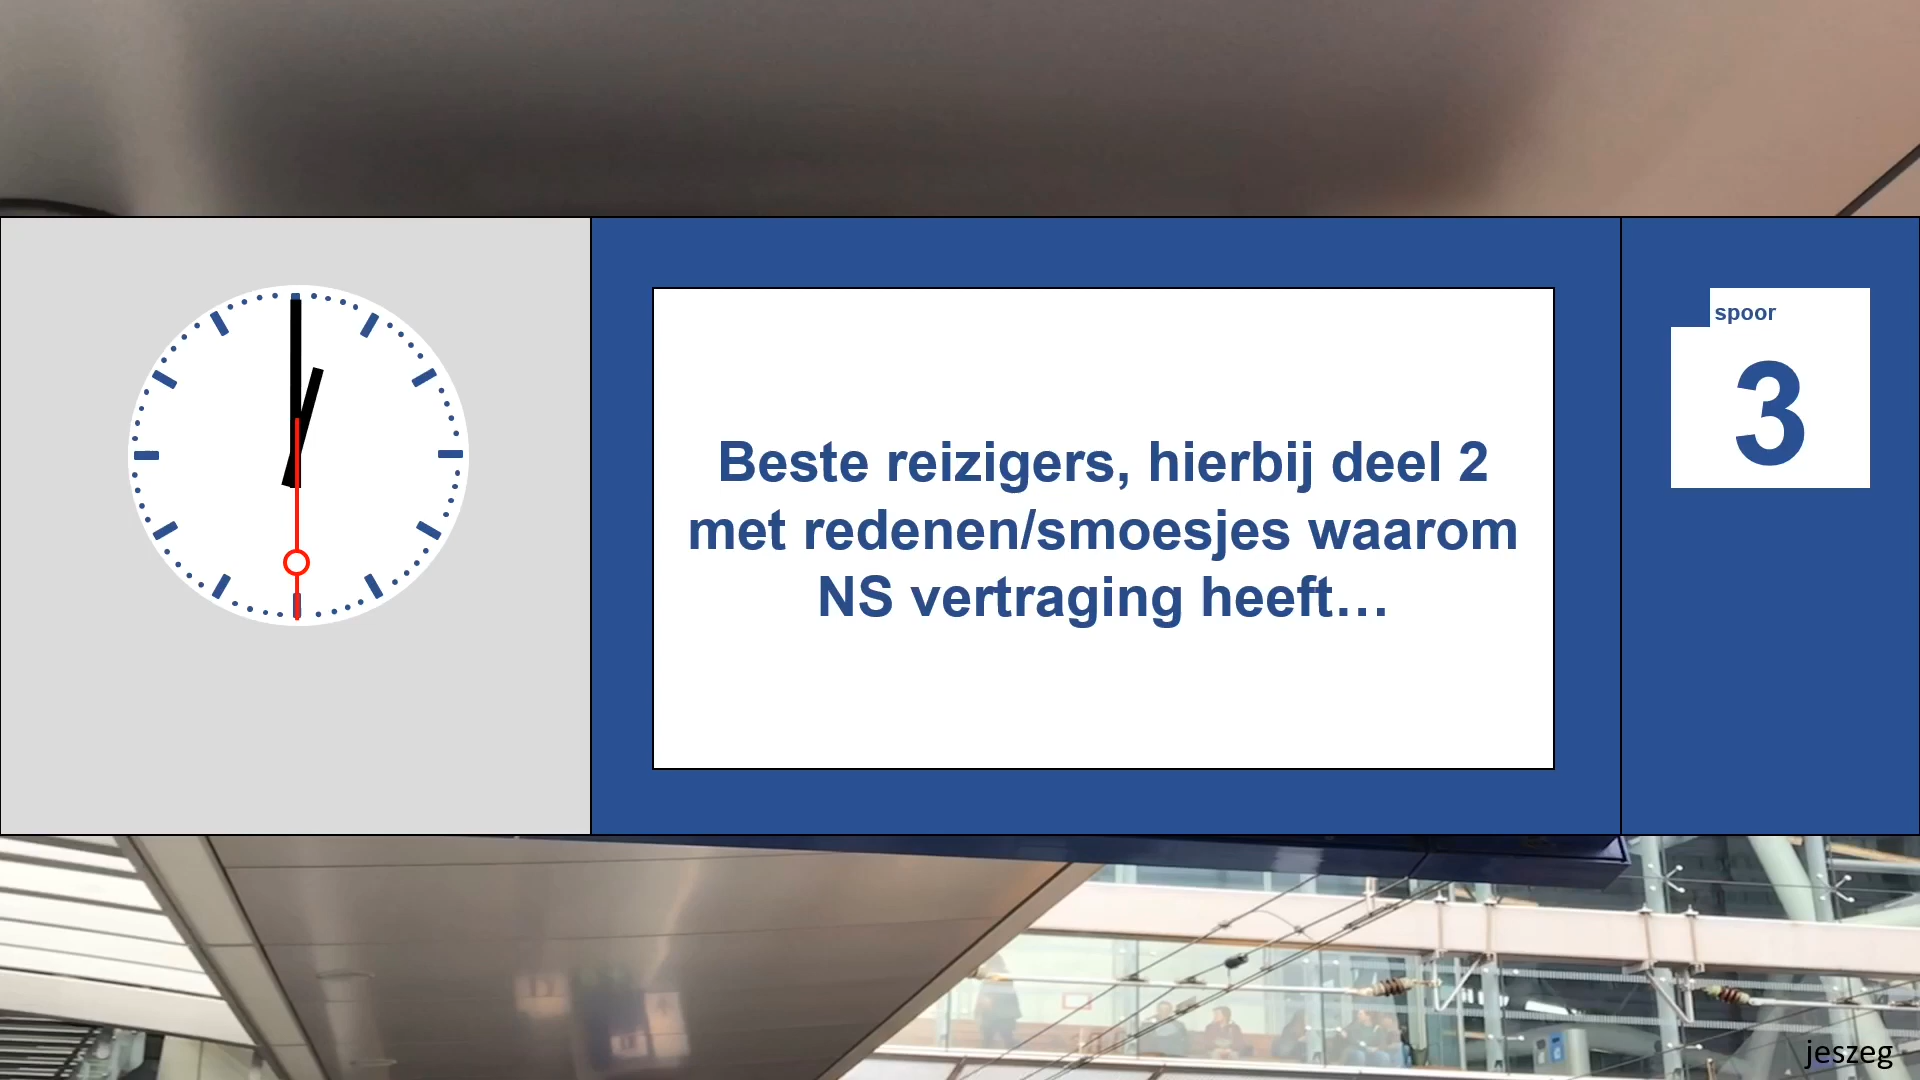 Beste reizigers, hierbij deel 2
met redenen/smoesjes waarom
NS vertraging heeft…
spoor
3
jeszeg